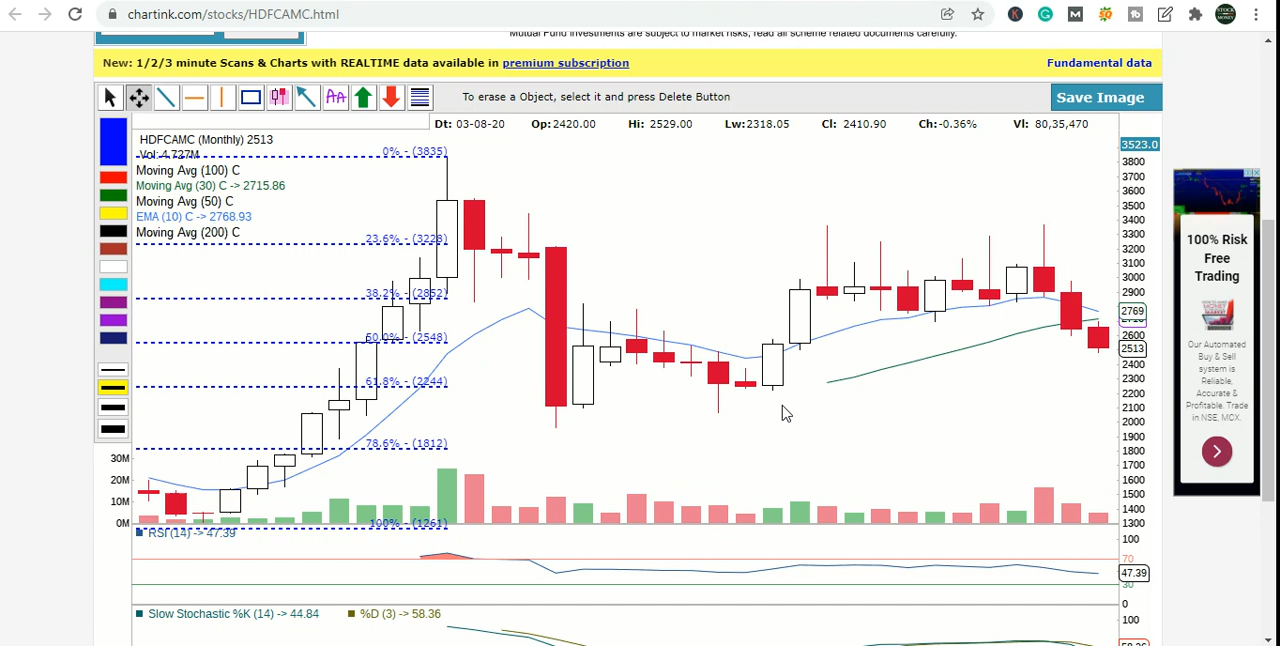 chartink.com/stocks/HDFCAMC.html
Mutual Fund investments are subject to market risks, read all scheme related documents carefully.
New: 1/2/3 minute Scans & Charts with REALTIME data available in premium subscription
Fundamental data
To erase a Object, select it and press Delete Button
Save Image
Dt: 03-08-20 Op:2420.00 Hi: 2529.00 Lw:2318.05 Cl: 2410.90 Ch:-0.36% Vl: 80,35,470
HDFCAMC (Monthly) 2513
Vol: 4.727M
Moving Avg (100) C
Moving Avg (30) C -> 2715.86
Moving Avg (50) C
EMA (10) C -> 2768.93
Moving Avg (200) C
0% - (3835)
23.6% - (3228)
38.2% - (2852)
50.0% - (2548)
61.8% - (2244)
78.6% - (1812)
100% - (1261)
3523.0
3800
3700
3600
3500
3400
3300
3200
3100
3000
2900
2769
2600
2513
2400
2300
2200
2100
2000
1900
1800
1700
1600
1500
1400
1300
30M
20M
10M
0M
RSI (14) -> 47.39
100
70
47.39
30
0
Slow Stochastic %K (14) -> 44.84
%D (3) -> 58.36
100
58.36
100% Risk
Free
Trading
Our Automated
Buy & Sell
system is
Reliable,
Accurate &
Profitable. Trade
in NSE, MCX.